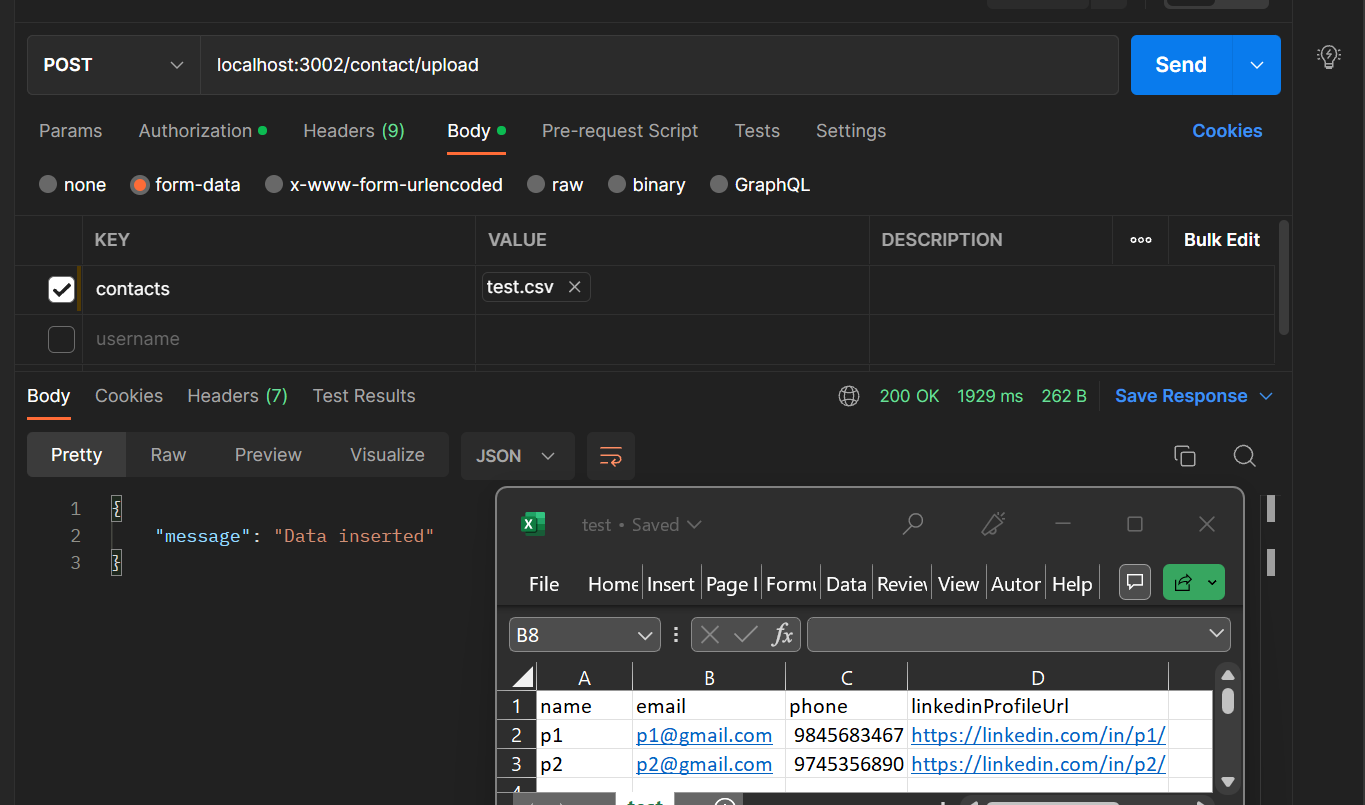 POST localhost:3002/contact/upload Send
Params Authorization Headers (9) Body Pre-request Script Tests Settings Cookies
none form-data x-www-form-urlencoded raw binary GraphQL
KEY VALUE DESCRIPTION Bulk Edit
contacts test.csv
username
Body Cookies Headers (7) Test Results 200 OK 1929 ms 262 B Save Response
Pretty Raw Preview Visualize JSON
1 {
2 "message": "Data inserted"
3 }
test • Saved
File Home Insert Page l Formu Data Review View Autor Help
B8 fx
A B C D
1 name email phone linkedinProfileUrl
2 p1 p1@gmail.com 9845683467 https://linkedin.com/in/p1/
3 p2 p2@gmail.com 9745356890 https://linkedin.com/in/p2/
4
test